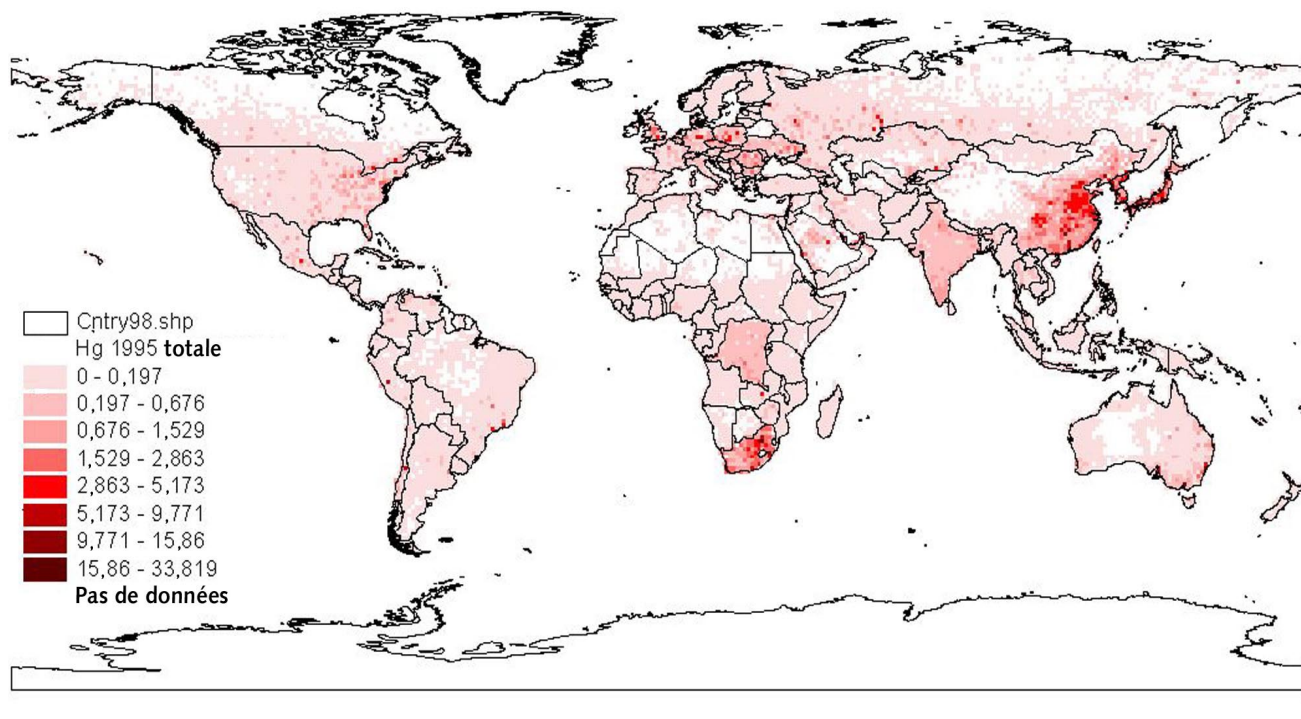 Cntry98.shp
Hg 1995 totale
0 - 0,197
0,197 - 0,676
0,676 - 1,529
1,529 - 2,863
2,863 - 5,173
5,173 - 9,771
9,771 - 15,86
15,86 - 33,819
Pas de données